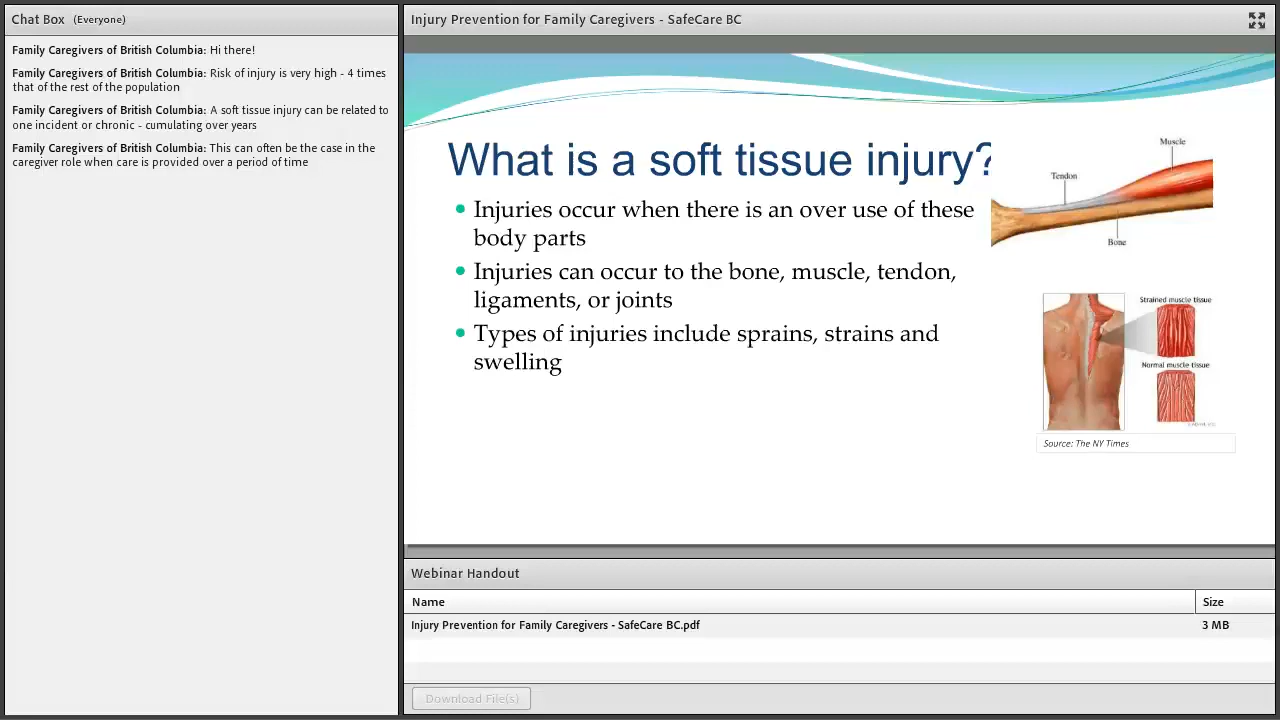 Chat Box (Everyone)
Family Caregivers of British Columbia: Hi there!
Family Caregivers of British Columbia: Risk of injury is very high - 4 times
that of the rest of the population
Family Caregivers of British Columbia: A soft tissue injury can be related to
one incident or chronic - cumulating over years
Family Caregivers of British Columbia: This can often be the case in the
caregiver role when care is provided over a period of time
Injury Prevention for Family Caregivers - SafeCare BC
What is a soft tissue injury?
Injuries occur when there is an over use of these
body parts
Injuries can occur to the bone, muscle, tendon,
ligaments, or joints
Types of injuries include sprains, strains and
swelling
Muscle
Tendon
Bone
Strained muscle tissue
Normal muscle tissue
Source: The NY Times
Webinar Handout
Name Size
Injury Prevention for Family Caregivers - SafeCare BC.pdf 3 MB
Download File(s)